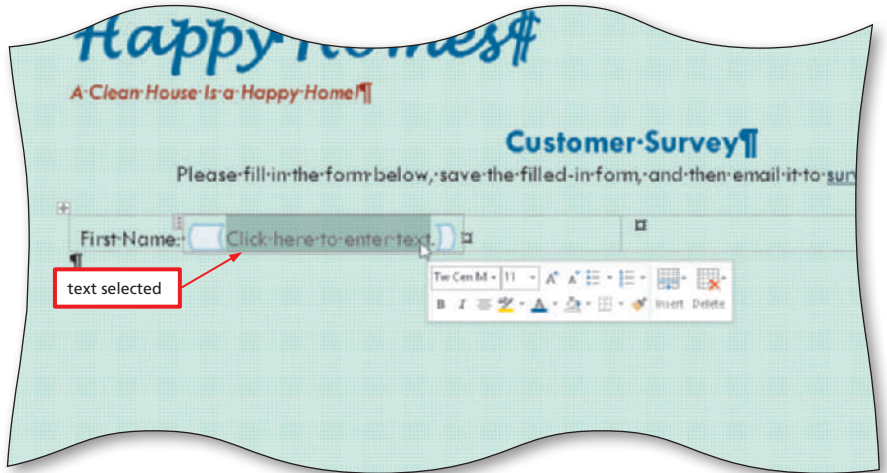 Happy Homes¶
A·Clean·House·Is·a·Happy·Home!¶
Customer·Survey¶
Please·fill·in·the·form·below,·save·the·filled-in·form,·and·then·email·it·to·sur
First·Name:·Click·here·to·enter·text.¤ ¤
¶
text selected
Tw Cen M 11 A A
B I A Insert Delete